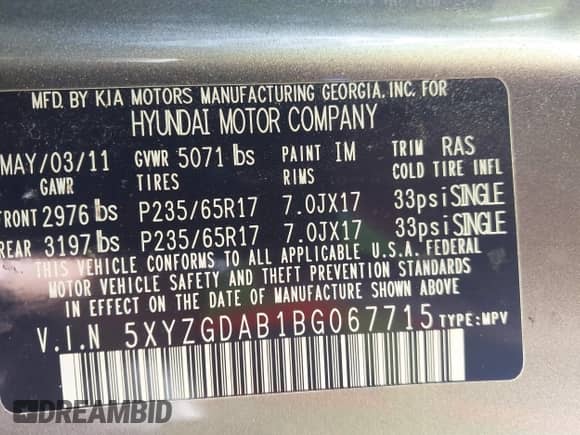 MFD. BY KIA MOTORS MANUFACTURING GEORGIA, INC. FOR
HYUNDAI MOTOR COMPANY
MAY/03/11 GVWR 5071 lbs PAINT IM TRIM RAS
GAWR TIRES RIMS COLD TIRE INFL
FRONT 2976 lbs P235/65R17 7.0JX17 33psi SINGLE
REAR 3197 lbs P235/65R17 7.0JX17 33psi SINGLE
THIS VEHICLE CONFORMS TO ALL APPLICABLE U.S.A. FEDERAL
MOTOR VEHICLE SAFETY AND THEFT PREVENTION STANDARDS
IN EFFECT ON THE DATE OF MANUFACTURE SHOWN ABOVE.
V.I.N 5XYZGDAB1BG067715 TYPE:MPV
DREAMBID